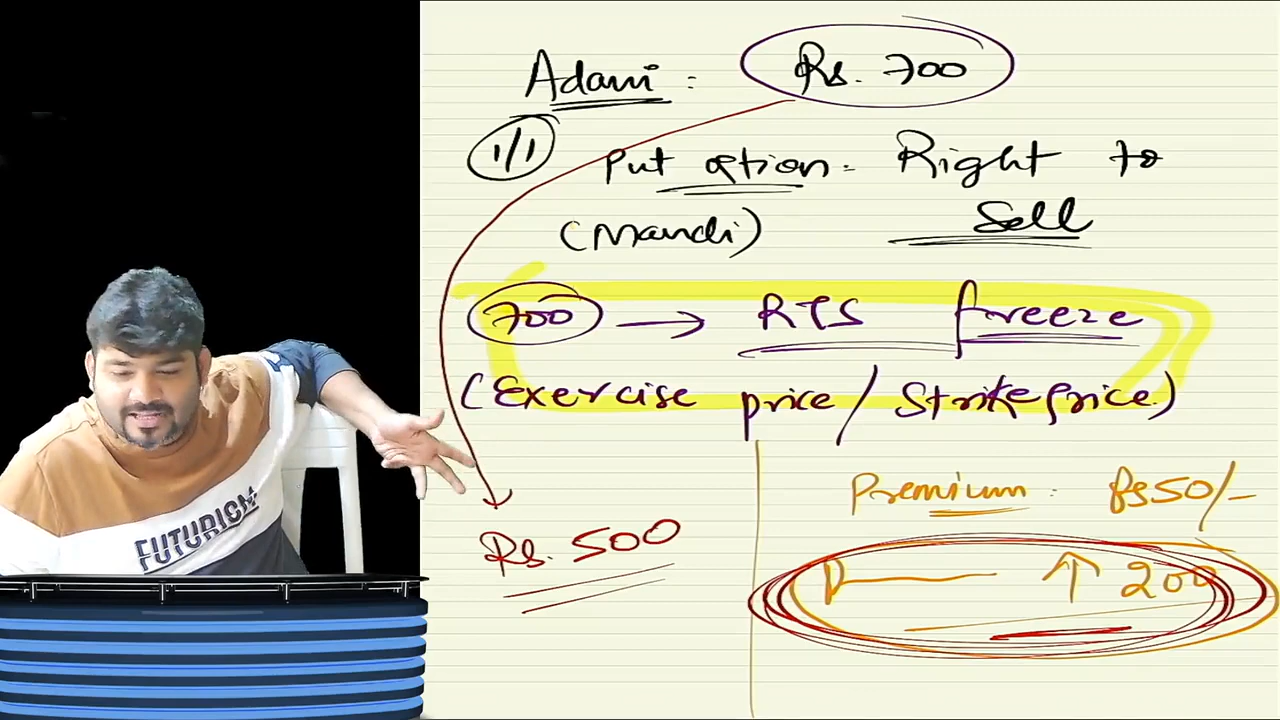 Adani : Rs. 700
1/1 Put option = Right to
(Mandi) Sell
700 → RTS freeze
(Exercise price / Strike price)
Premium : Rs 50/-
Rs. 500
P ↑ 200
FUTURISM